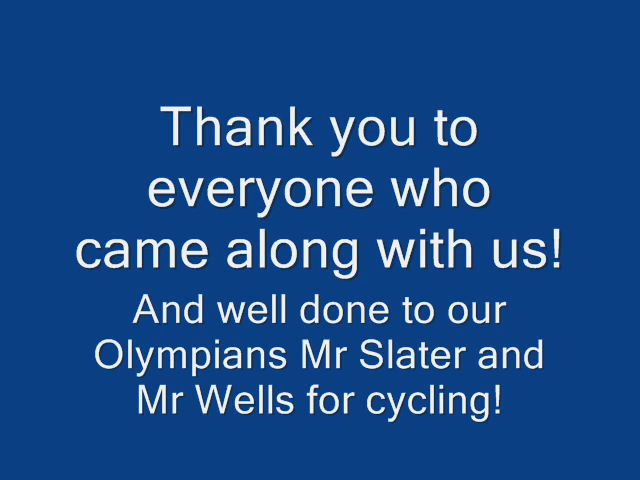 Thank you to
everyone who
came along with us!
And well done to our
Olympians Mr Slater and
Mr Wells for cycling!